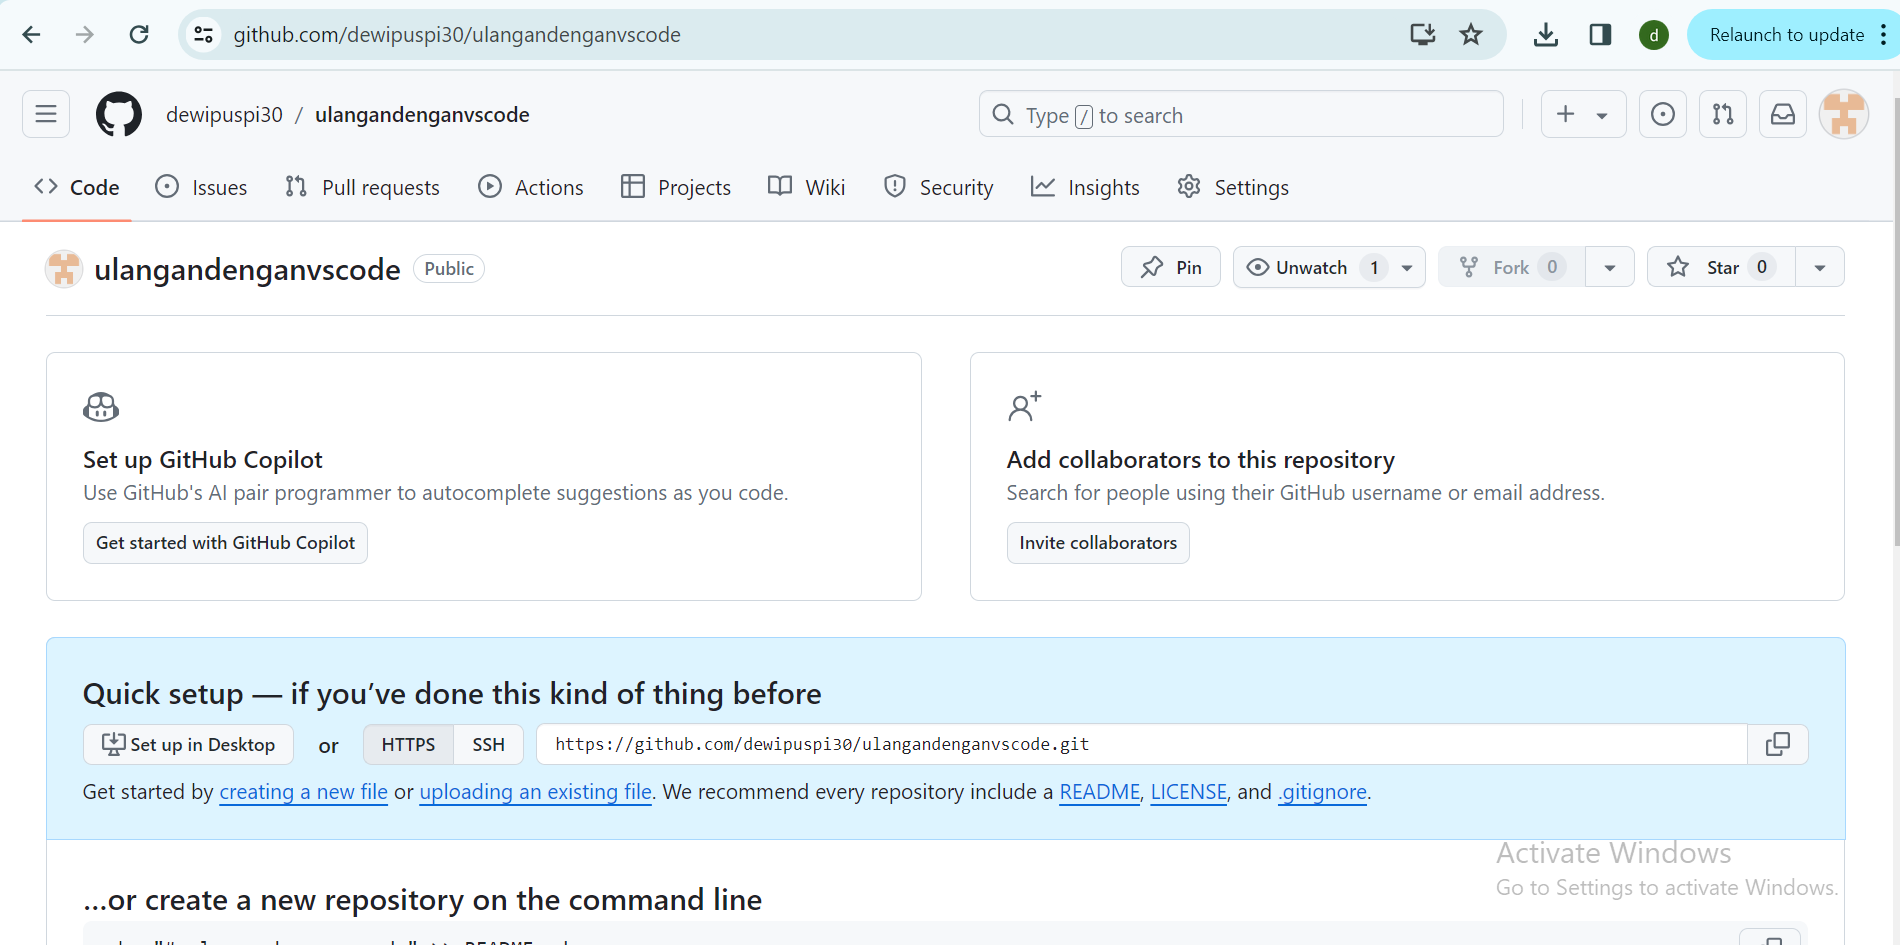 github.com/dewipuspi30/ulangandenganvscode
d
Relaunch to update
dewipuspi30 / ulangandenganvscode
Type / to search
Code
Issues
Pull requests
Actions
Projects
Wiki
Security
Insights
Settings
ulangandenganvscode Public
Pin
Unwatch 1
Fork 0
Star 0
Set up GitHub Copilot
Use GitHub's AI pair programmer to autocomplete suggestions as you code.
Get started with GitHub Copilot
Add collaborators to this repository
Search for people using their GitHub username or email address.
Invite collaborators
Quick setup — if you’ve done this kind of thing before
Set up in Desktop or HTTPS SSH https://github.com/dewipuspi30/ulangandenganvscode.git
Get started by creating a new file or uploading an existing file. We recommend every repository include a README, LICENSE, and .gitignore.
Activate Windows
Go to Settings to activate Windows.
…or create a new repository on the command line